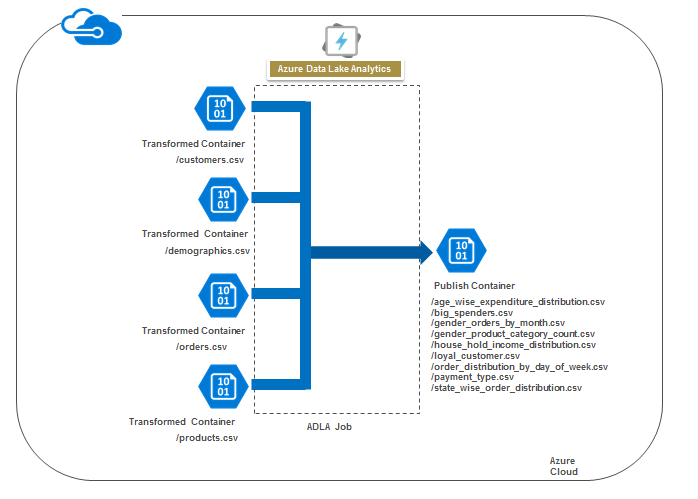 Azure Data Lake Analytics
10
01
Transformed Container
/customers.csv
10
01
Transformed Container
/demographics.csv
10
01
Transformed Container
/orders.csv
10
01
Transformed Container
/products.csv
ADLA Job
10
01
Publish Container
/age_wise_expenditure_distribution.csv
/big_spenders.csv
/gender_orders_by_month.csv
/gender_product_category_count.csv
/house_hold_income_distribution.csv
/loyal_customer.csv
/order_distribution_by_day_of_week.csv
/payment_type.csv
/state_wise_order_distribution.csv
Azure
Cloud